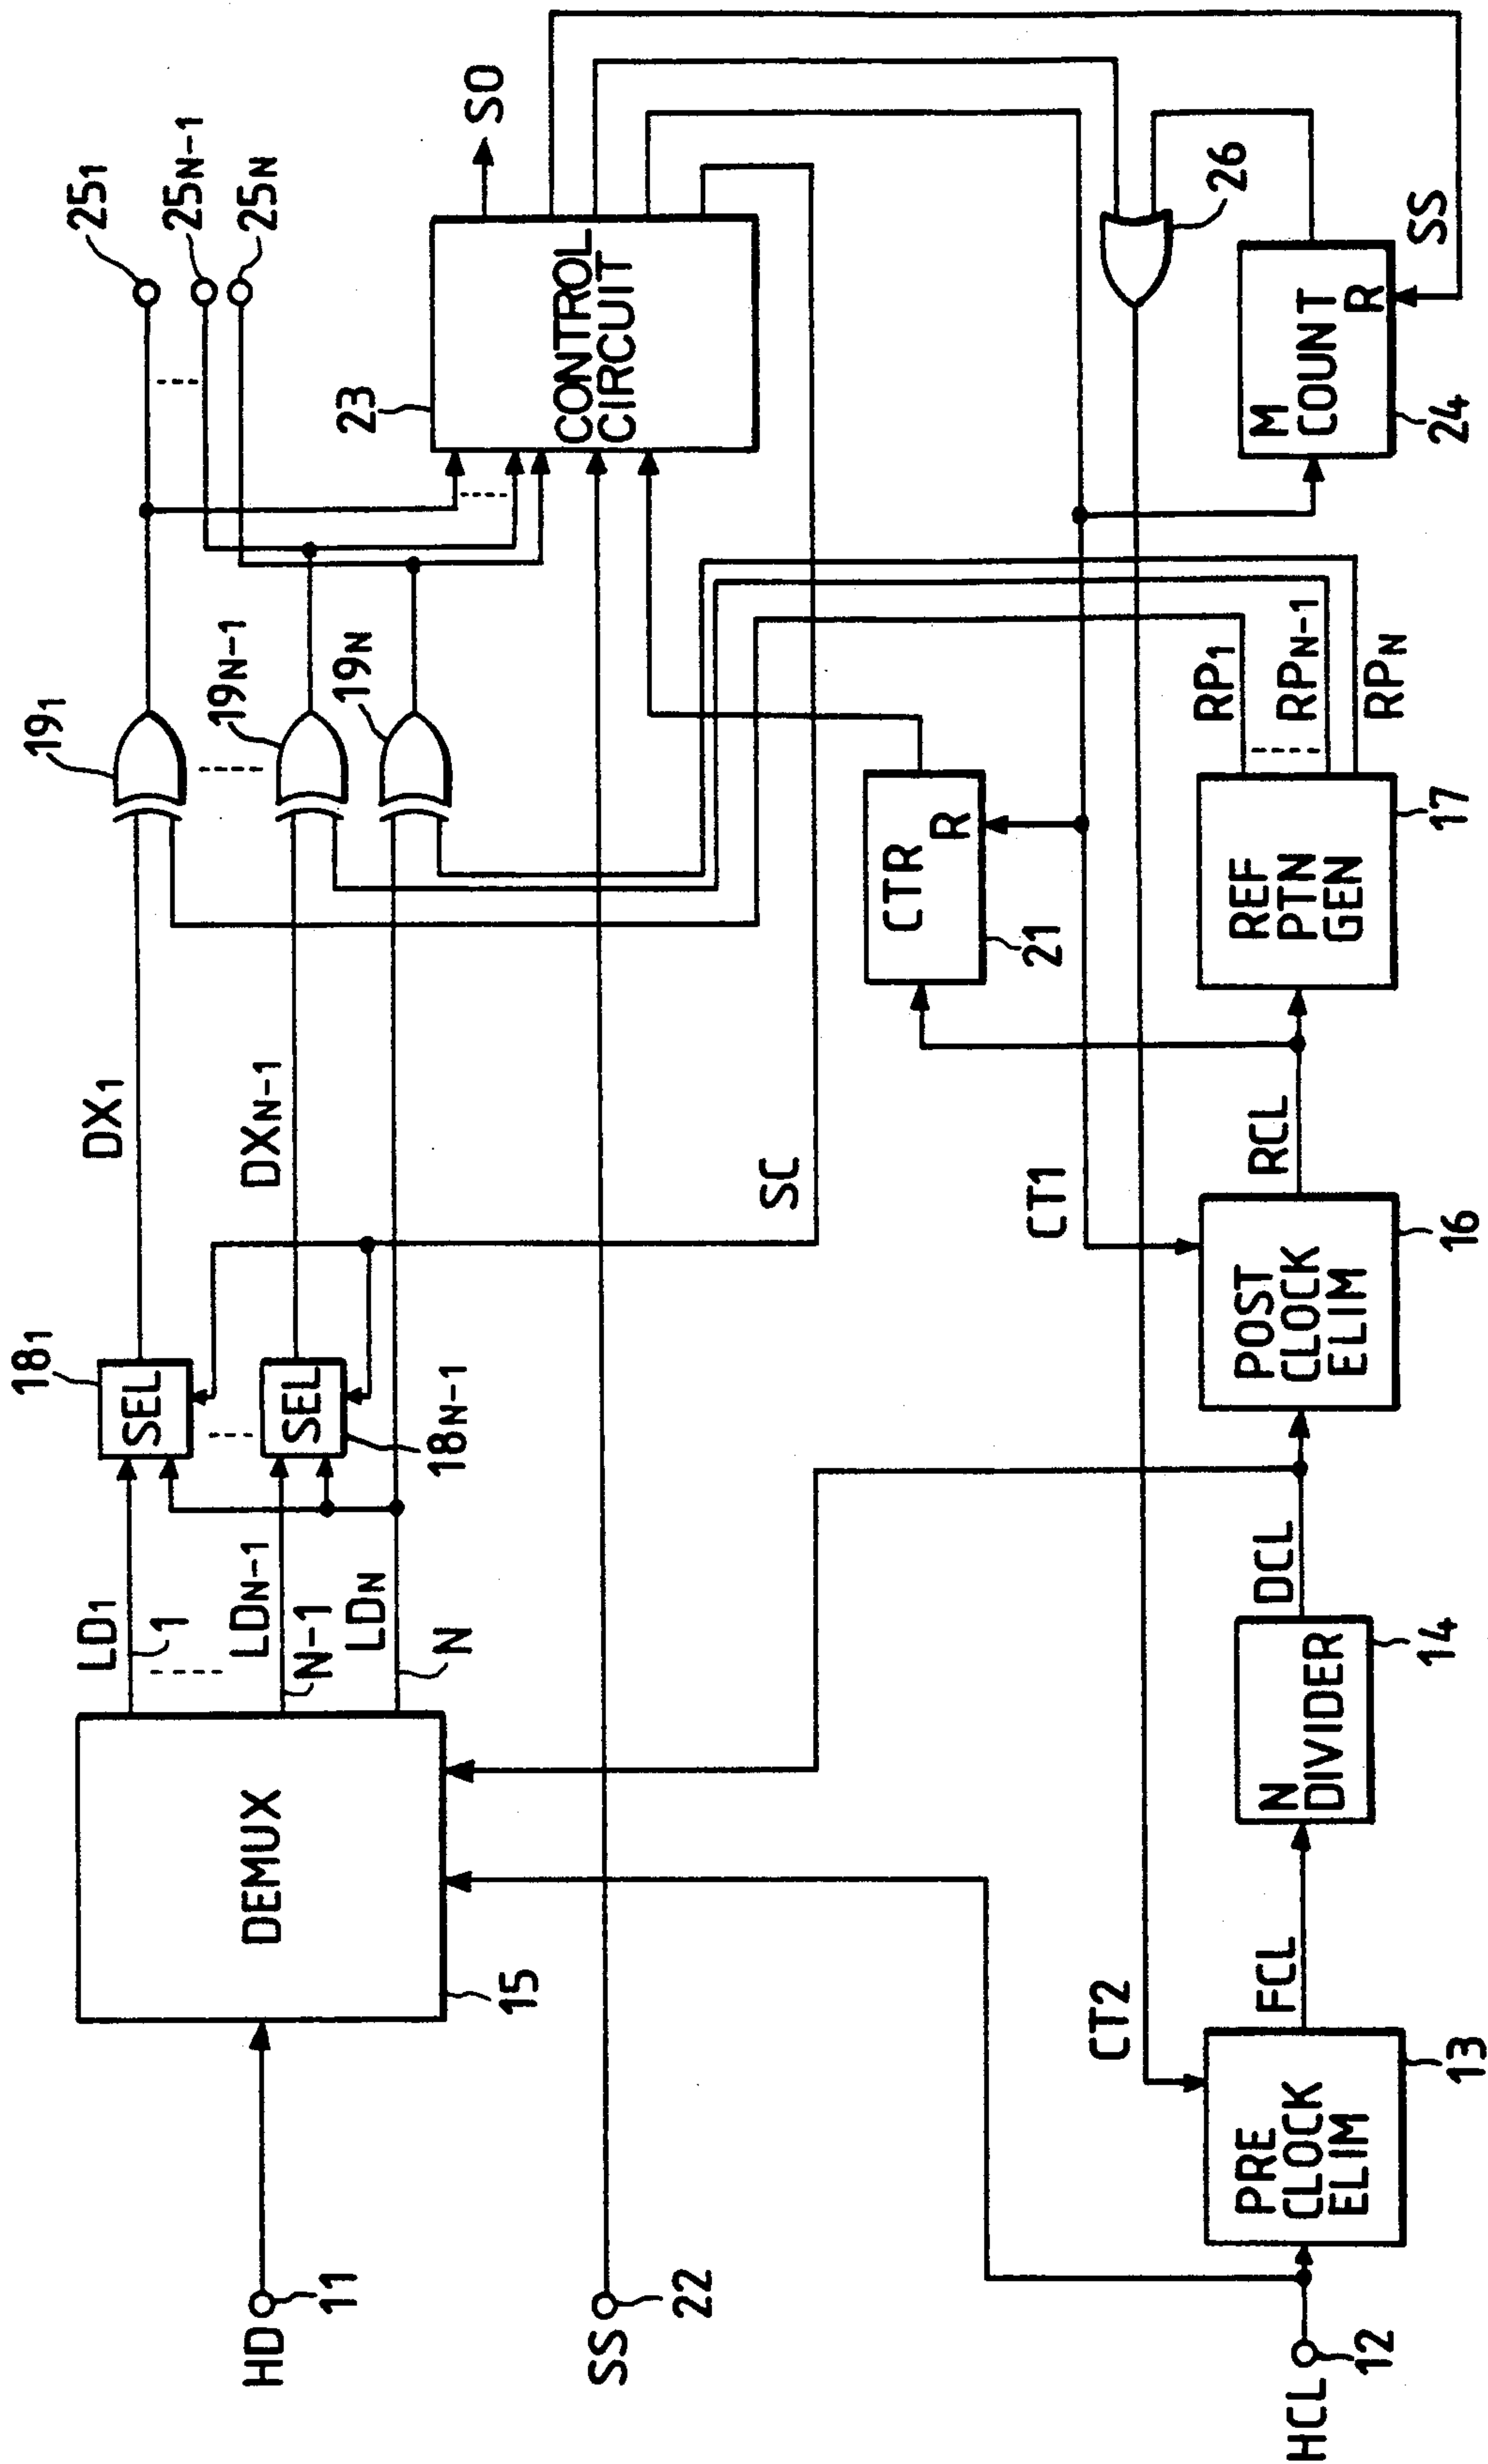 HD
11
DEMUX
15
LD1
1
LDN-1
N-1
LDN
N
181
SEL
SEL
18N-1
DX1
DXN-1
191
19N-1
19N
251
25N-1
25N
SS
22
SC
23
CONTROL
CIRCUIT
SO
CTR
R
21
CT1
CT2
26
M
COUNT
R
24
SS
HCL
12
PRE
CLOCK
ELIM
13
FCL
N
DIVIDER
14
DCL
POST
CLOCK
ELIM
16
RCL
REF
PTN
GEN
17
RP1
RPN-1
RPN